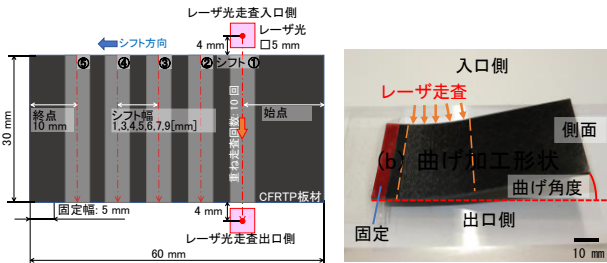 レーザ光走査入口側
レーザ光
□5 mm
シフト方向
4 mm
⑤
④
③
②
シフト
①
終点
10 mm
シフト幅
1,3,4,5,6,7,9[mm]
重ね走査回数:10 回
始点
30 mm
CFRTP板材
固定幅: 5 mm
4 mm
レーザ光走査出口側
60 mm
入口側
レーザ走査
側面
(b) 曲げ加工形状
曲げ角度
固定
出口側
10 mm